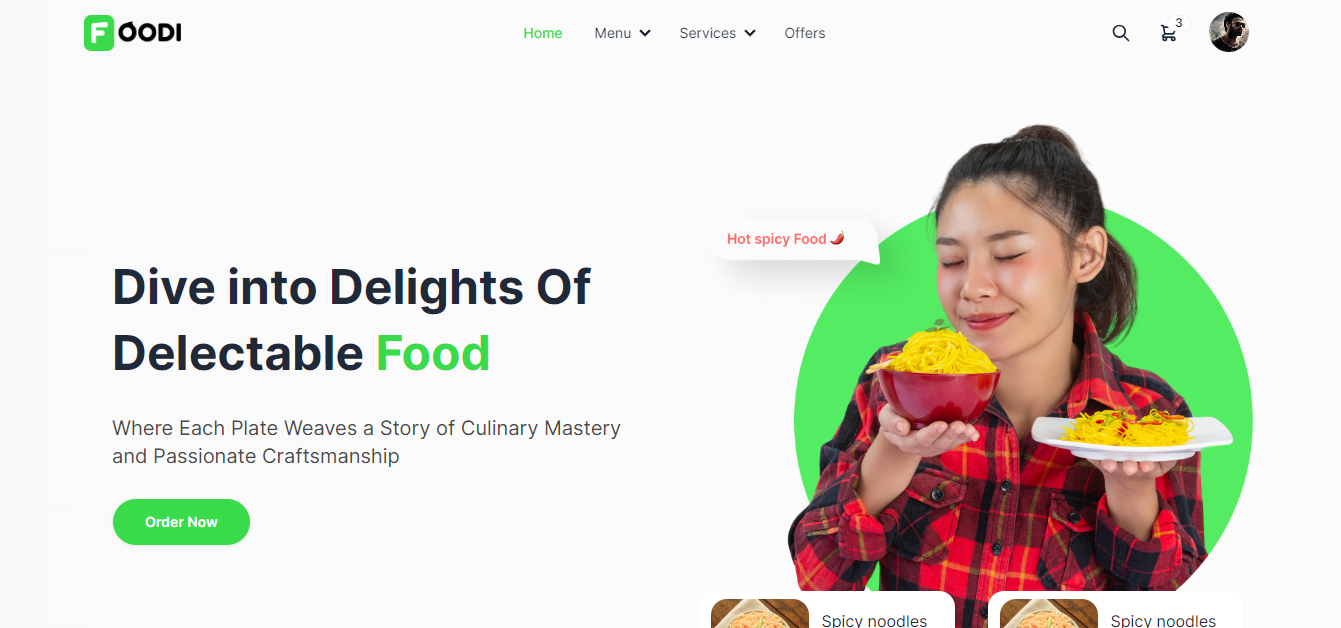 FOODI
Home
Menu
Services
Offers
3
Hot spicy Food 🌶️
Dive into Delights Of
Delectable Food
Where Each Plate Weaves a Story of Culinary Mastery
and Passionate Craftsmanship
Order Now
Spicy noodles
Spicy noodles